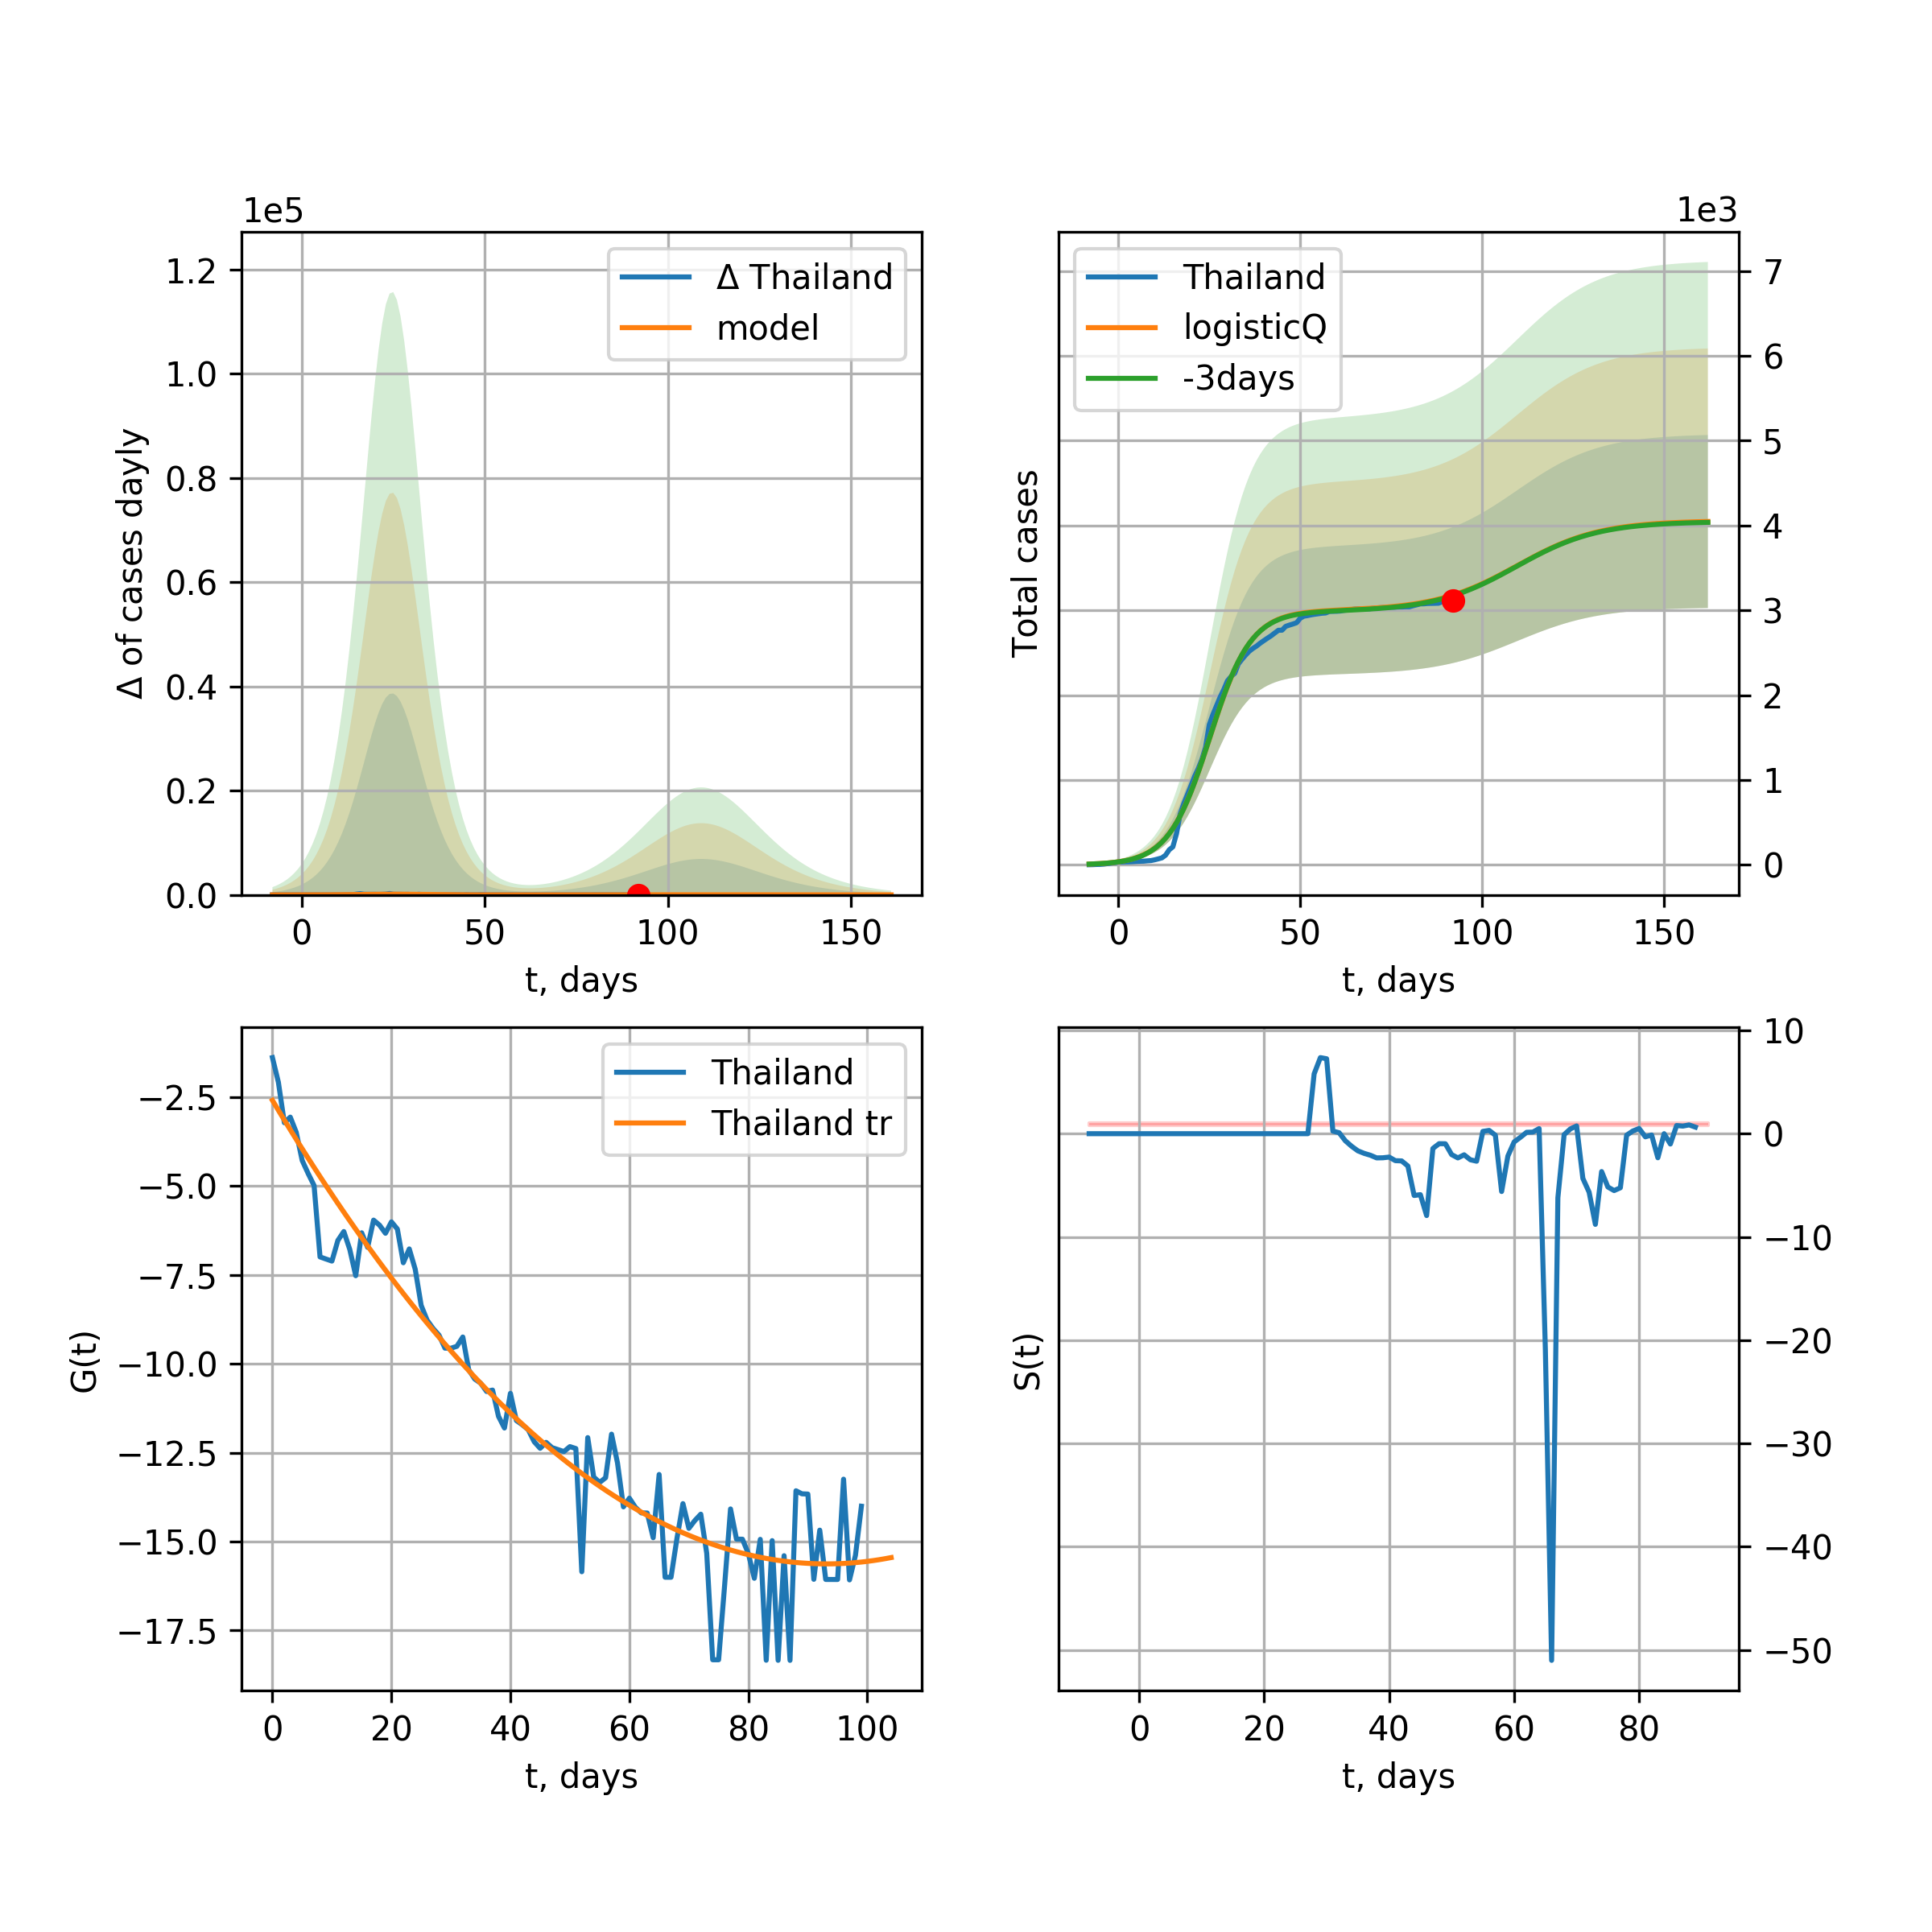 1e5
Δ of cases dayly
1.2
1.0
0.8
0.6
0.4
0.2
0.0
Δ Thailand
model
0 50 100 150
t, days
1e3
Total cases
Thailand
logisticQ
-3days
7
6
5
4
3
2
1
0
0 50 100 150
t, days
G(t)
−2.5
−5.0
−7.5
−10.0
−12.5
−15.0
−17.5
Thailand
Thailand tr
0 20 40 60 80 100
t, days
S(t)
10
0
−10
−20
−30
−40
−50
0 20 40 60 80
t, days